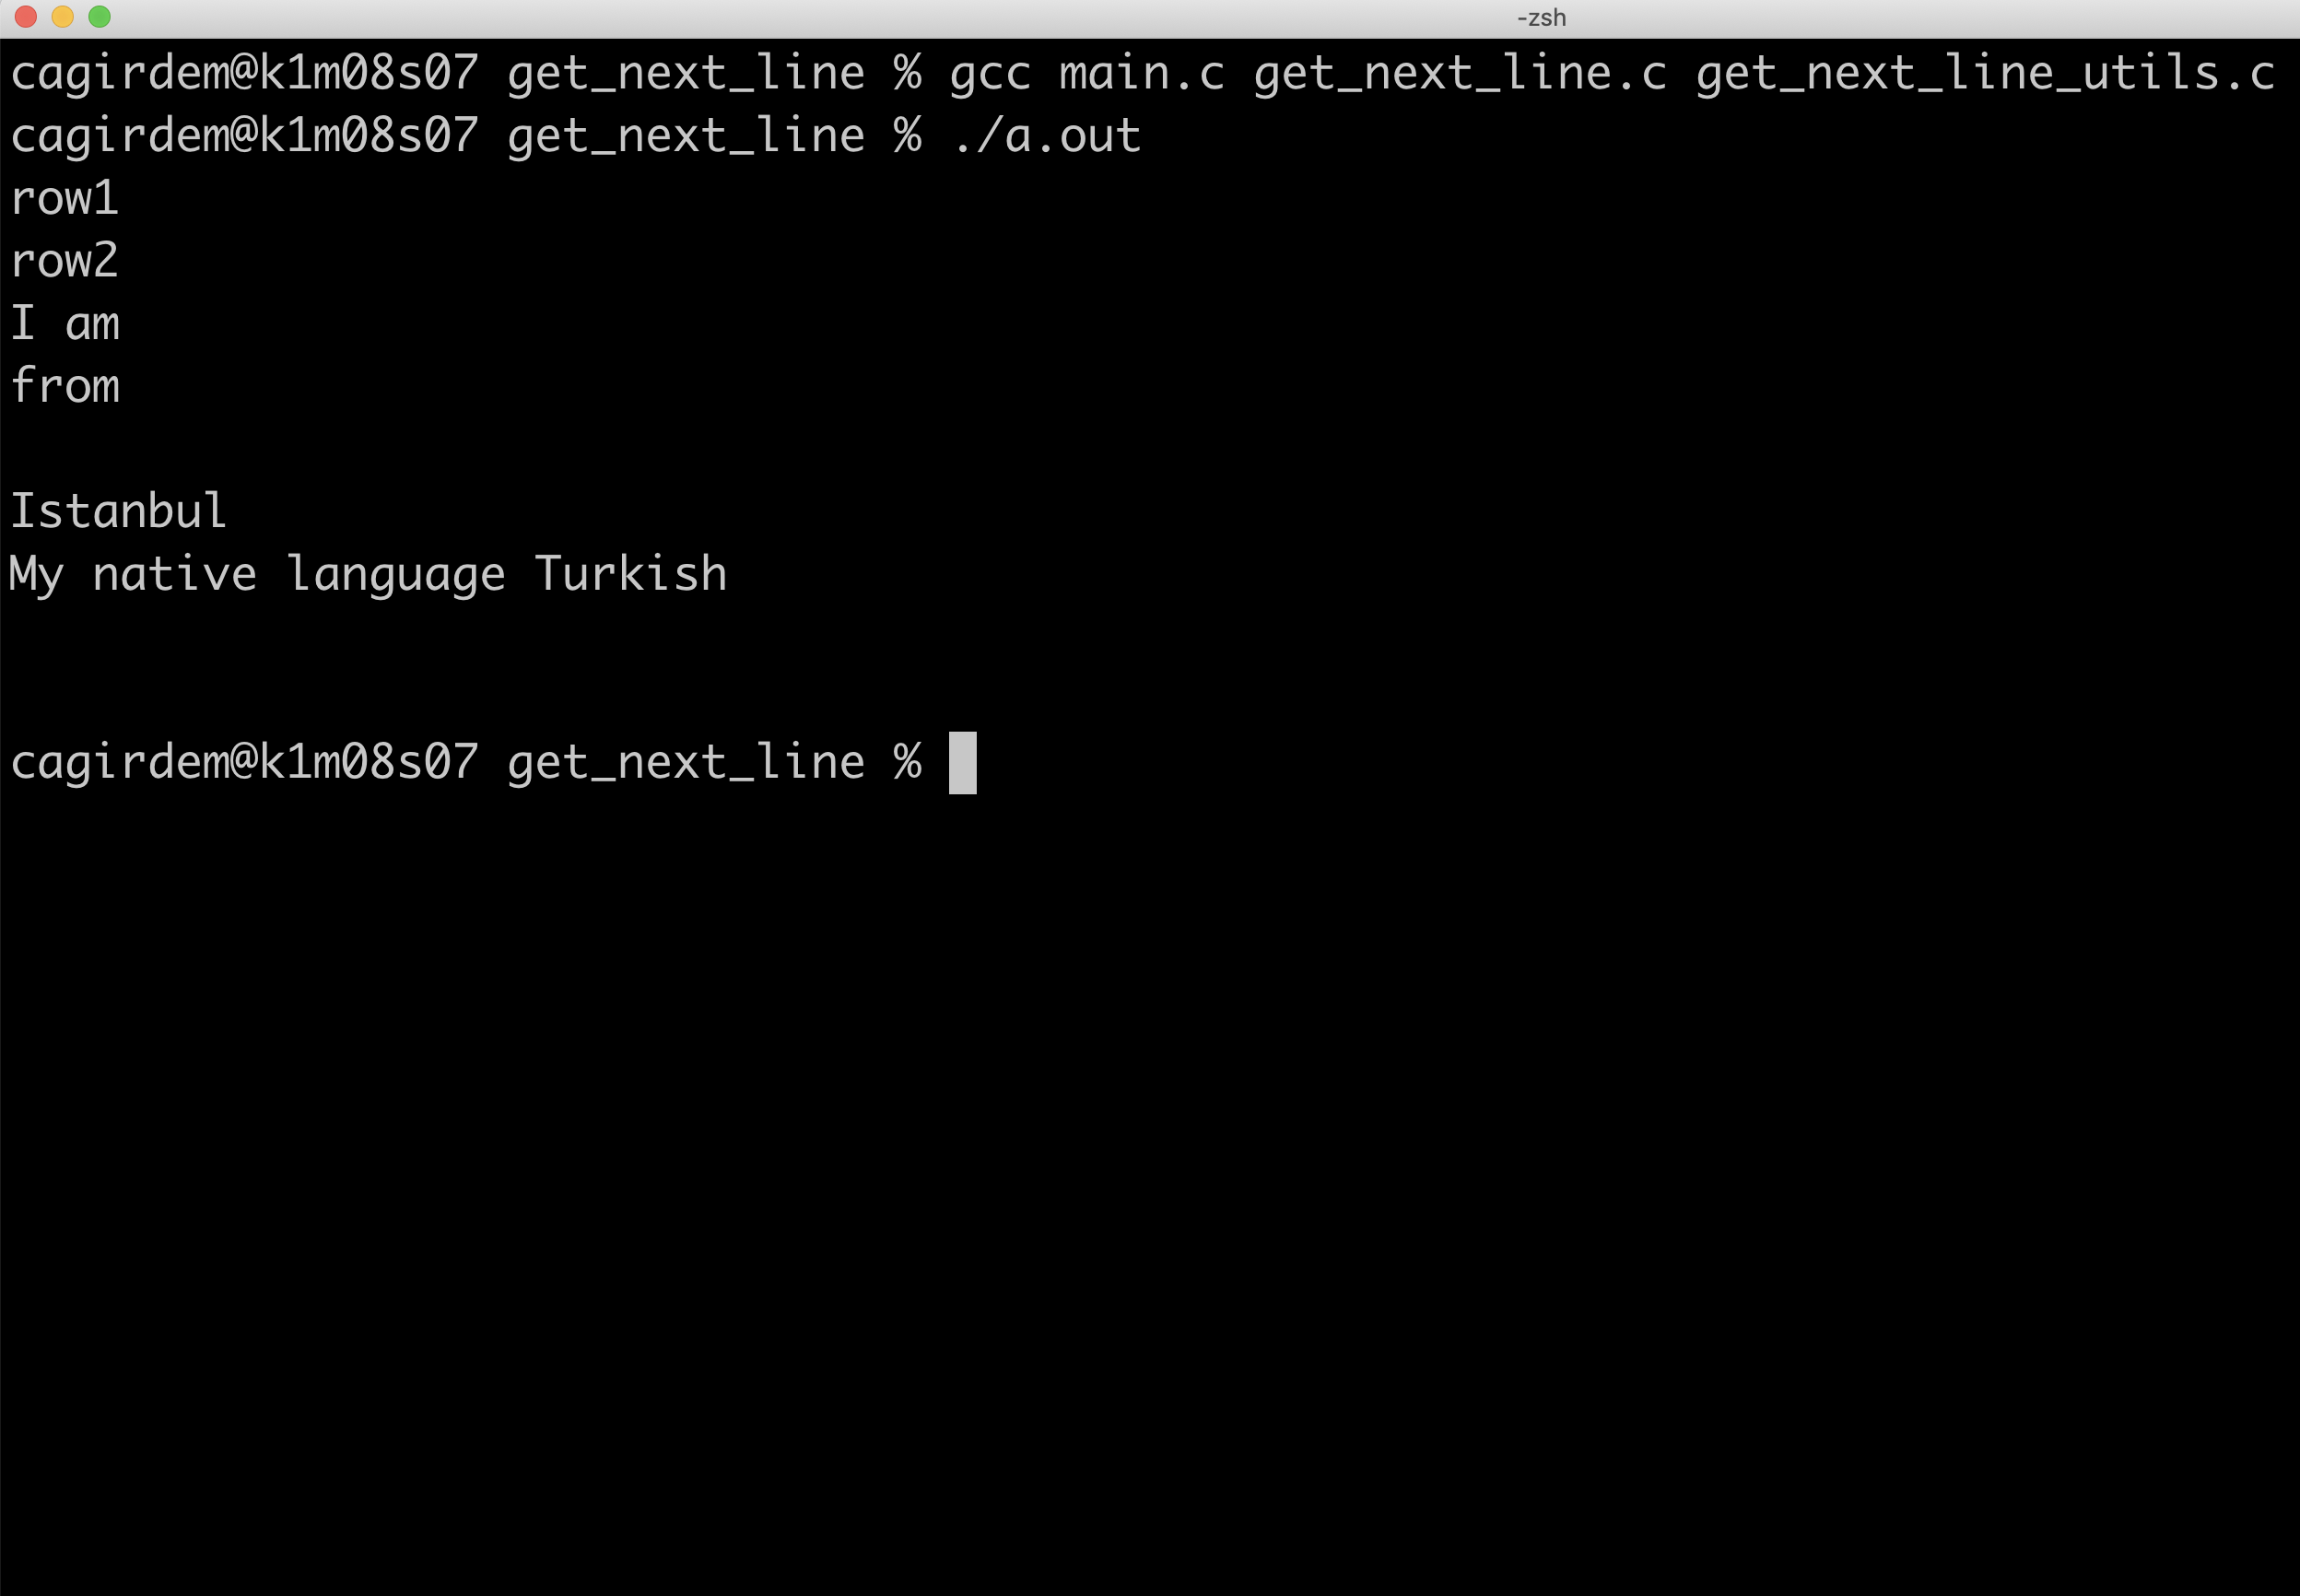 -zsh
cagirdem@k1m08s07 get_next_line % gcc main.c get_next_line.c get_next_line_utils.c
cagirdem@k1m08s07 get_next_line % ./a.out
row1
row2
I am
from
Istanbul
My native language Turkish
cagirdem@k1m08s07 get_next_line %